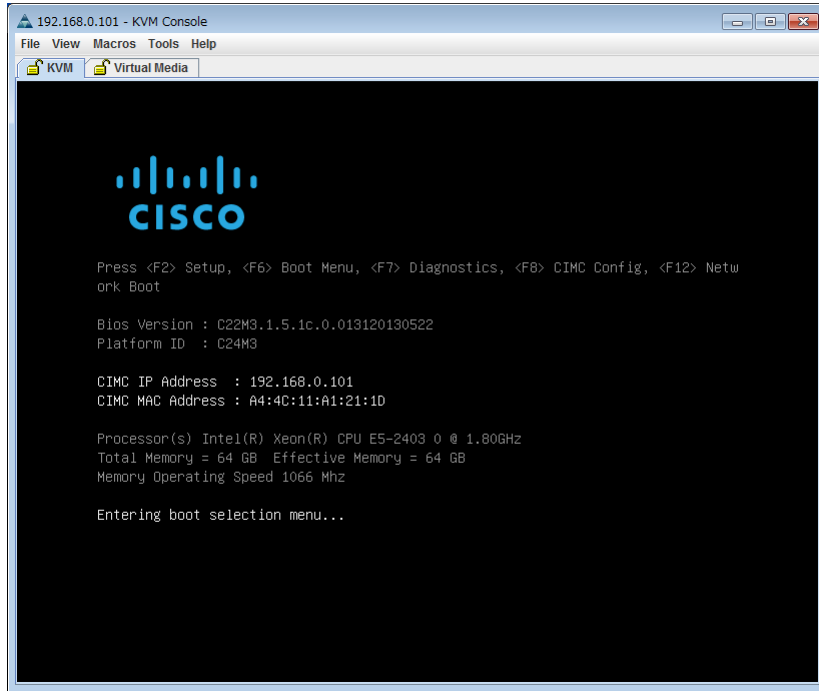 192.168.0.101 - KVM Console
File View Macros Tools Help
KVM Virtual Media
CISCO
Press <F2> Setup, <F6> Boot Menu, <F7> Diagnostics, <F8> CIMC Config, <F12> Netw
ork Boot
Bios Version : C22M3.1.5.1c.0.013120130522
Platform ID : C24M3
CIMC IP Address : 192.168.0.101
CIMC MAC Address : A4:4C:11:A1:21:1D
Processor(s) Intel(R) Xeon(R) CPU E5-2403 0 @ 1.80GHz
Total Memory = 64 GB Effective Memory = 64 GB
Memory Operating Speed 1066 Mhz
Entering boot selection menu...